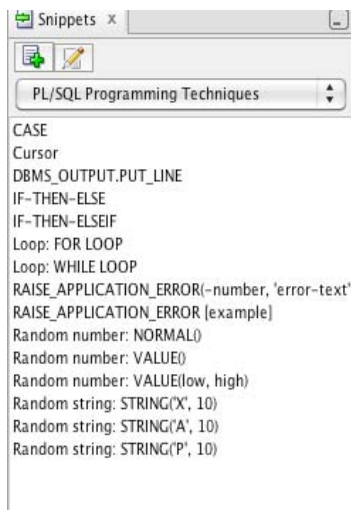 Snippets x
PL/SQL Programming Techniques
CASE
Cursor
DBMS_OUTPUT.PUT_LINE
IF-THEN-ELSE
IF-THEN-ELSEIF
Loop: FOR LOOP
Loop: WHILE LOOP
RAISE_APPLICATION_ERROR(-number, 'error-text'
RAISE_APPLICATION_ERROR [example]
Random number: NORMAL()
Random number: VALUE()
Random number: VALUE(low, high)
Random string: STRING('X', 10)
Random string: STRING('A', 10)
Random string: STRING('P', 10)